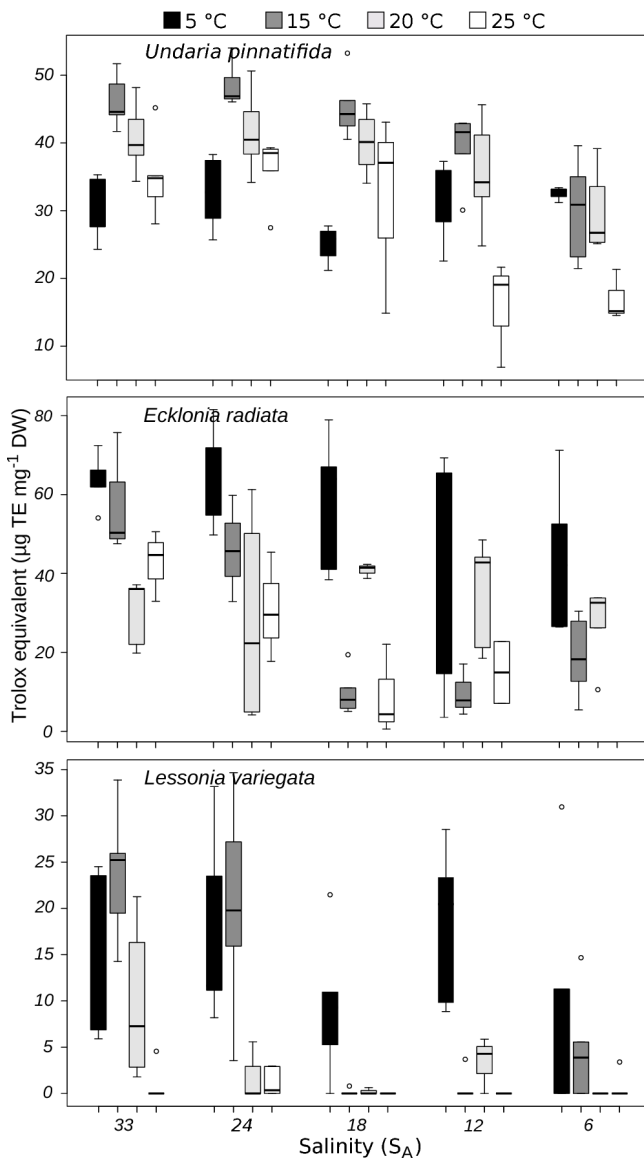 5 °C 15 °C 20 °C 25 °C
Undaria pinnatifida
50
40
30
20
10
Trolox equivalent (µg TE mg⁻¹ DW)
Ecklonia radiata
80
60
40
20
0
Lessonia variegata
35
30
25
20
15
10
5
0
33 24 18 12 6
Salinity (S_A)